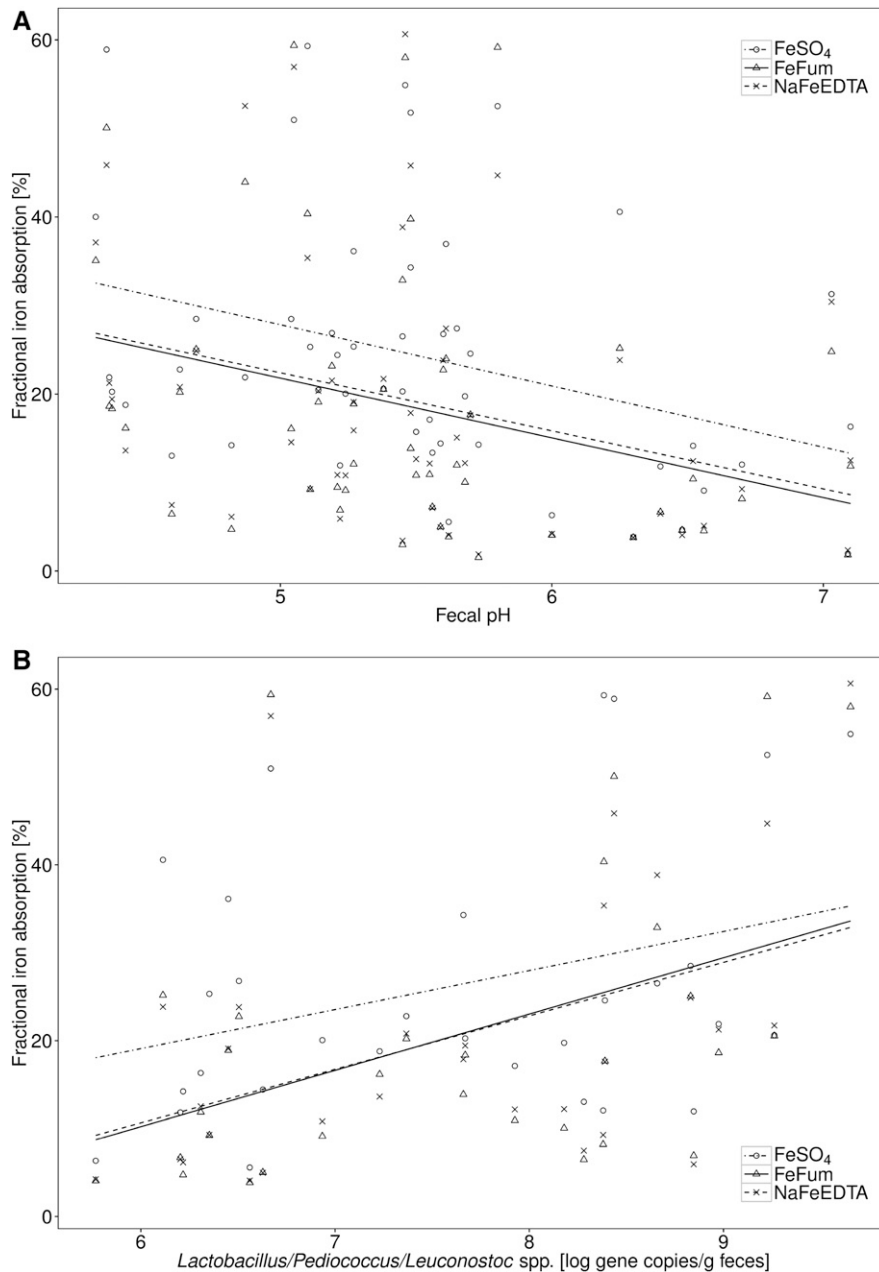 A
60
40
20
0
Fractional iron absorption [%]
FeSO₄
FeFum
NaFeEDTA
5 6 7
Fecal pH
B
60
40
20
0
Fractional iron absorption [%]
FeSO₄
FeFum
NaFeEDTA
6 7 8 9
Lactobacillus/Pediococcus/Leuconostoc spp. [log gene copies/g feces]